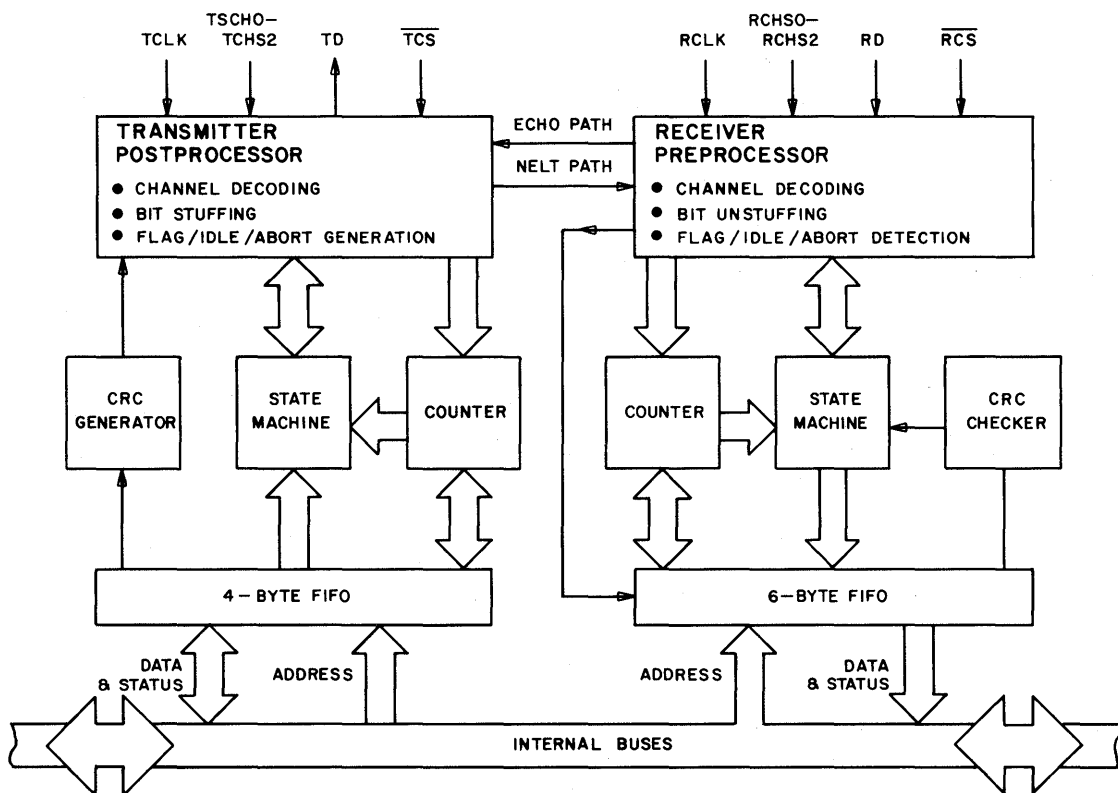 TSCHO-
TCHS2
TCLK
TD
TCS
RCHSO-
RCHS2
RCLK
RD
RCS
TRANSMITTER
POSTPROCESSOR
● CHANNEL DECODING
● BIT STUFFING
● FLAG/IDLE/ABORT GENERATION
ECHO PATH
NELT PATH
RECEIVER
PREPROCESSOR
● CHANNEL DECODING
● BIT UNSTUFFING
● FLAG/IDLE/ABORT DETECTION
CRC
GENERATOR
STATE
MACHINE
COUNTER
COUNTER
STATE
MACHINE
CRC
CHECKER
4-BYTE FIFO
6-BYTE FIFO
DATA
& STATUS
ADDRESS
ADDRESS
DATA
& STATUS
INTERNAL BUSES